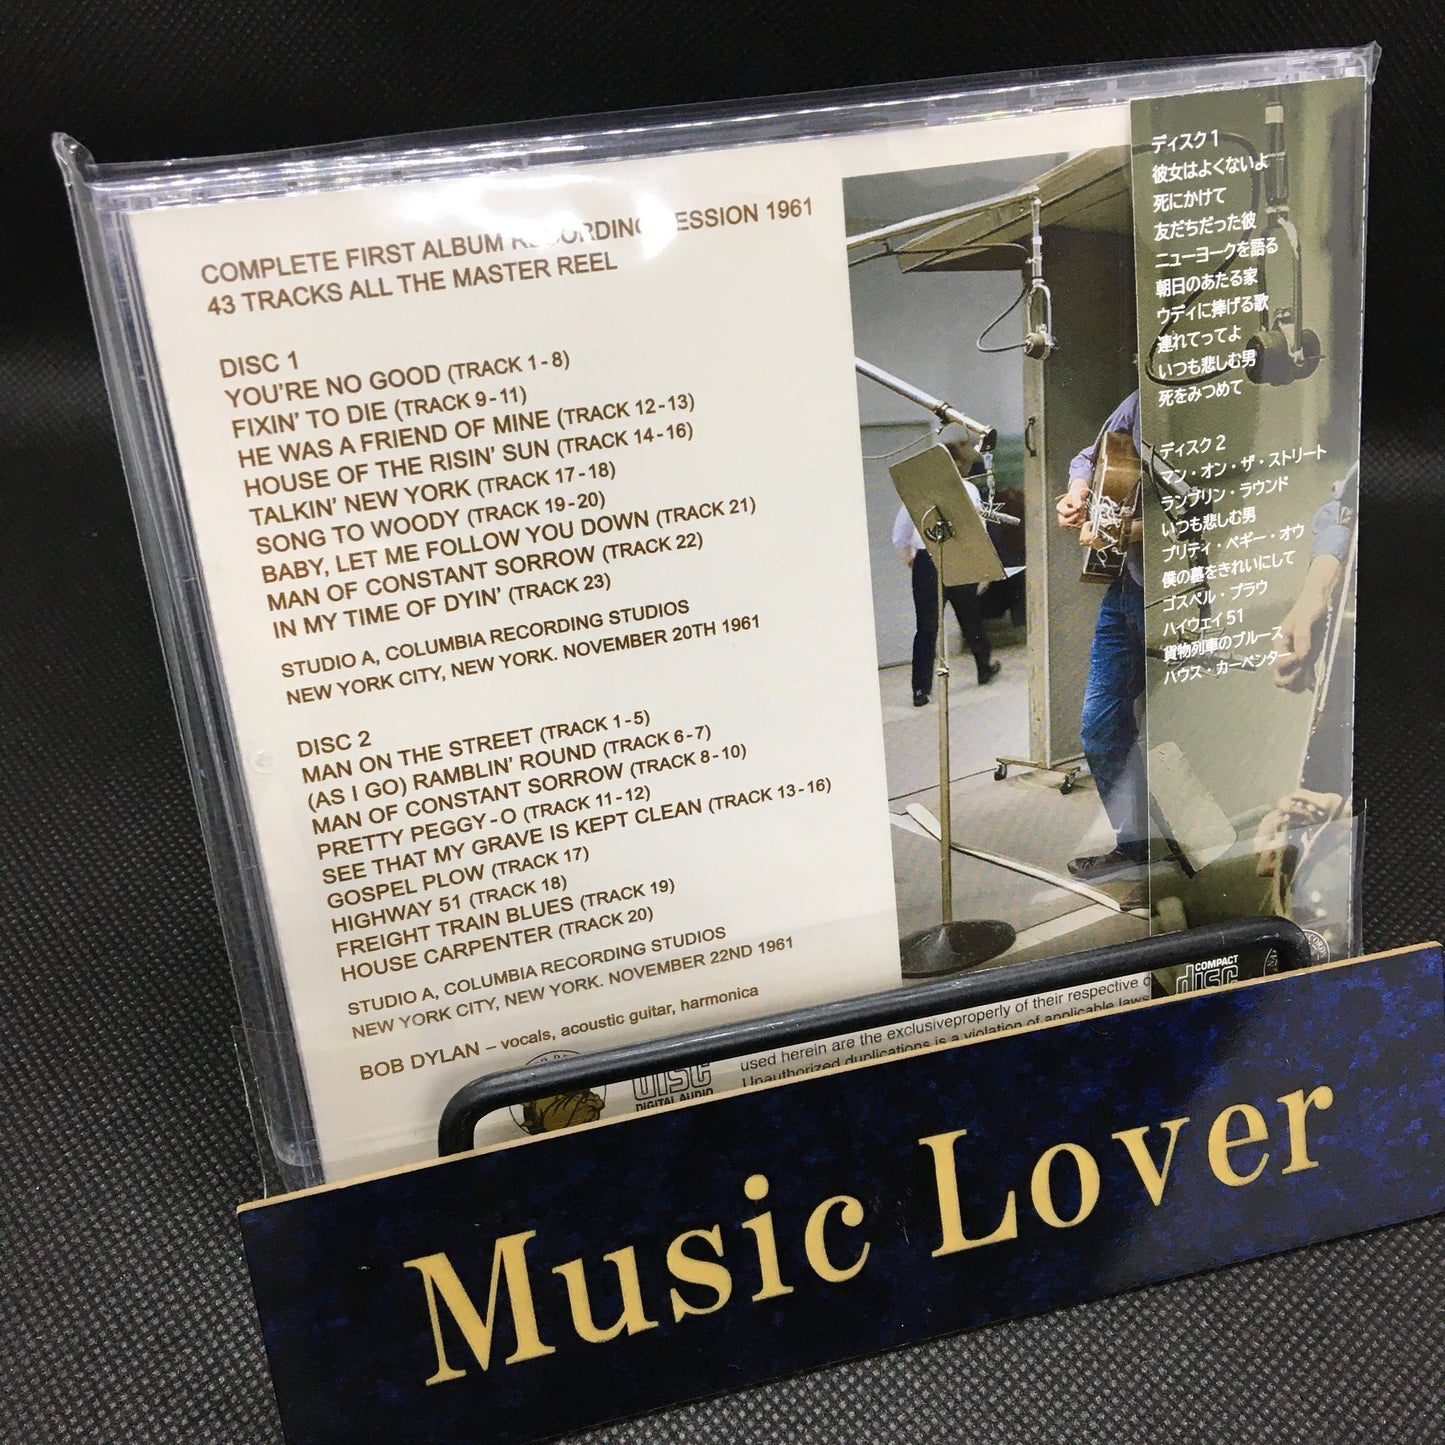 COMPLETE FIRST ALBUM RECORDING SESSION 1961
43 TRACKS ALL THE MASTER REEL
DISC 1
YOU'RE NO GOOD (TRACK 1-8)
FIXIN' TO DIE (TRACK 9-11)
HE WAS A FRIEND OF MINE (TRACK 12-13)
HOUSE OF THE RISIN' SUN (TRACK 14-16)
TALKIN' NEW YORK (TRACK 17-18)
SONG TO WOODY (TRACK 19-20)
BABY, LET ME FOLLOW YOU DOWN (TRACK 21)
MAN OF CONSTANT SORROW (TRACK 22)
IN MY TIME OF DYIN' (TRACK 23)
STUDIO A, COLUMBIA RECORDING STUDIOS
NEW YORK CITY, NEW YORK. NOVEMBER 20TH 1961
DISC 2
MAN ON THE STREET (TRACK 1-5)
(AS I GO) RAMBLIN' ROUND (TRACK 6-7)
MAN OF CONSTANT SORROW (TRACK 8-10)
PRETTY PEGGY-O (TRACK 11-12)
SEE THAT MY GRAVE IS KEPT CLEAN (TRACK 13-16)
GOSPEL PLOW (TRACK 17)
HIGHWAY 51 (TRACK 18)
FREIGHT TRAIN BLUES (TRACK 19)
HOUSE CARPENTER (TRACK 20)
STUDIO A, COLUMBIA RECORDING STUDIOS
NEW YORK CITY, NEW YORK. NOVEMBER 22ND 1961
BOB DYLAN – vocals, acoustic guitar, harmonica
DISC
DIGITAL AUDIO
used herein are the exclusiveproperly of their respective
Unauthorized duplications is a violation of applicable laws
ディスク 1
彼女はよくないよ
死にかけて
友だちだった彼
ニューヨークを語る
朝日のあたる家
ウディに捧げる歌
連れてってよ
いつも悲しむ男
死をみつめて
ディスク 2
マン・オン・ザ・ストリート
ランブリン・ラウンド
いつも悲しむ男
プリティ・ペギー・オウ
僕の墓をきれいにして
ゴスペル・プラウ
ハイウェイ 51
貨物列車のブルース
ハウス・カーペンター
COMPACT
DISC
Music Lover